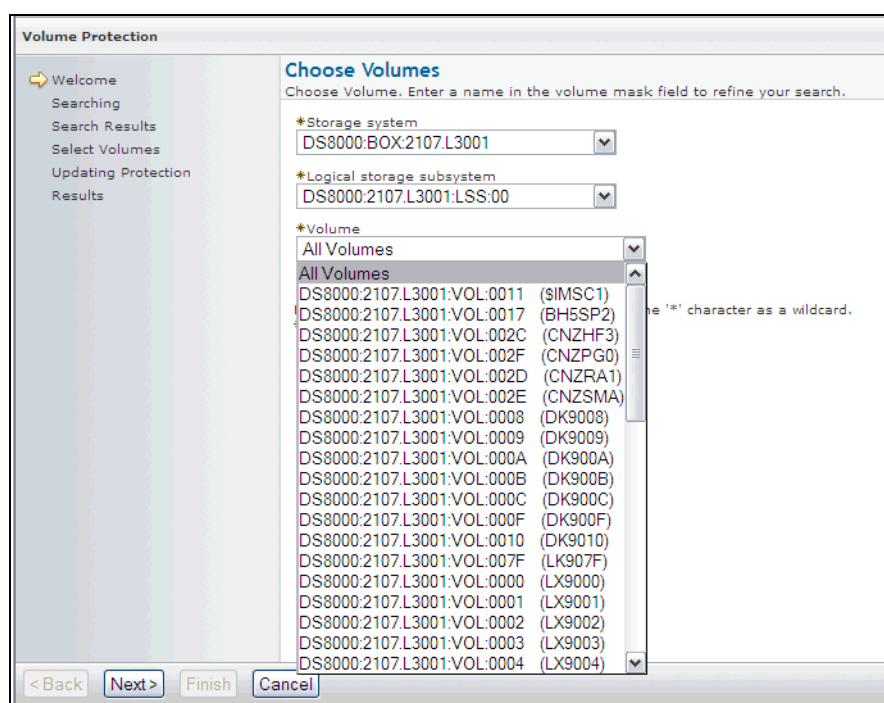 Volume Protection
Welcome
Searching
Search Results
Select Volumes
Updating Protection
Results
Choose Volumes
Choose Volume. Enter a name in the volume mask field to refine your search.
*Storage system
DS8000:BOX:2107.L3001
*Logical storage subsystem
DS8000:2107.L3001:LSS:00
*Volume
All Volumes
All Volumes
DS8000:2107.L3001:VOL:0011 ($IMSC1)
DS8000:2107.L3001:VOL:0017 (BH5SP2)
'*' character as a wildcard.
DS8000:2107.L3001:VOL:002C (CNZHF3)
DS8000:2107.L3001:VOL:002F (CNZPG0)
DS8000:2107.L3001:VOL:002D (CNZRA1)
DS8000:2107.L3001:VOL:002E (CNZSMA)
DS8000:2107.L3001:VOL:0008 (DK9008)
DS8000:2107.L3001:VOL:0009 (DK9009)
DS8000:2107.L3001:VOL:000A (DK900A)
DS8000:2107.L3001:VOL:000B (DK900B)
DS8000:2107.L3001:VOL:000C (DK900C)
DS8000:2107.L3001:VOL:000F (DK900F)
DS8000:2107.L3001:VOL:0010 (DK9010)
DS8000:2107.L3001:VOL:007F (LK907F)
DS8000:2107.L3001:VOL:0000 (LX9000)
DS8000:2107.L3001:VOL:0001 (LX9001)
DS8000:2107.L3001:VOL:0002 (LX9002)
DS8000:2107.L3001:VOL:0003 (LX9003)
DS8000:2107.L3001:VOL:0004 (LX9004)
< Back
Next >
Finish
Cancel